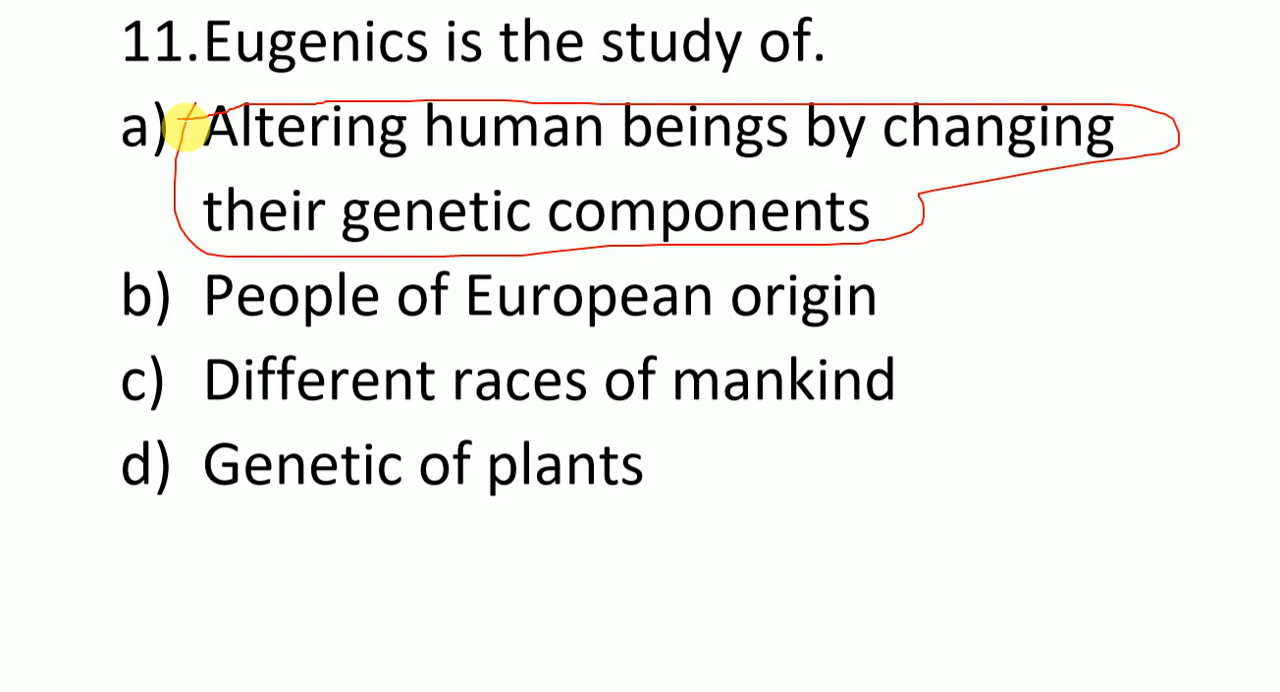 11.Eugenics is the study of.
a) Altering human beings by changing
their genetic components
b) People of European origin
c) Different races of mankind
d) Genetic of plants